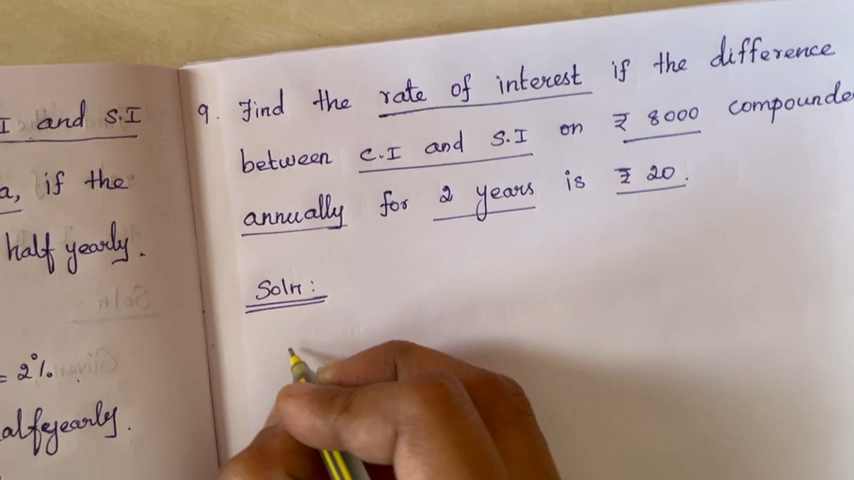 I and S.I
a, if the
half yearly.
= 2%.
alfyearly.
9. Find the rate of interest if the difference
between C.I and S.I on ₹ 8000 compounde
annually for 2 years is ₹ 20.
Soln: